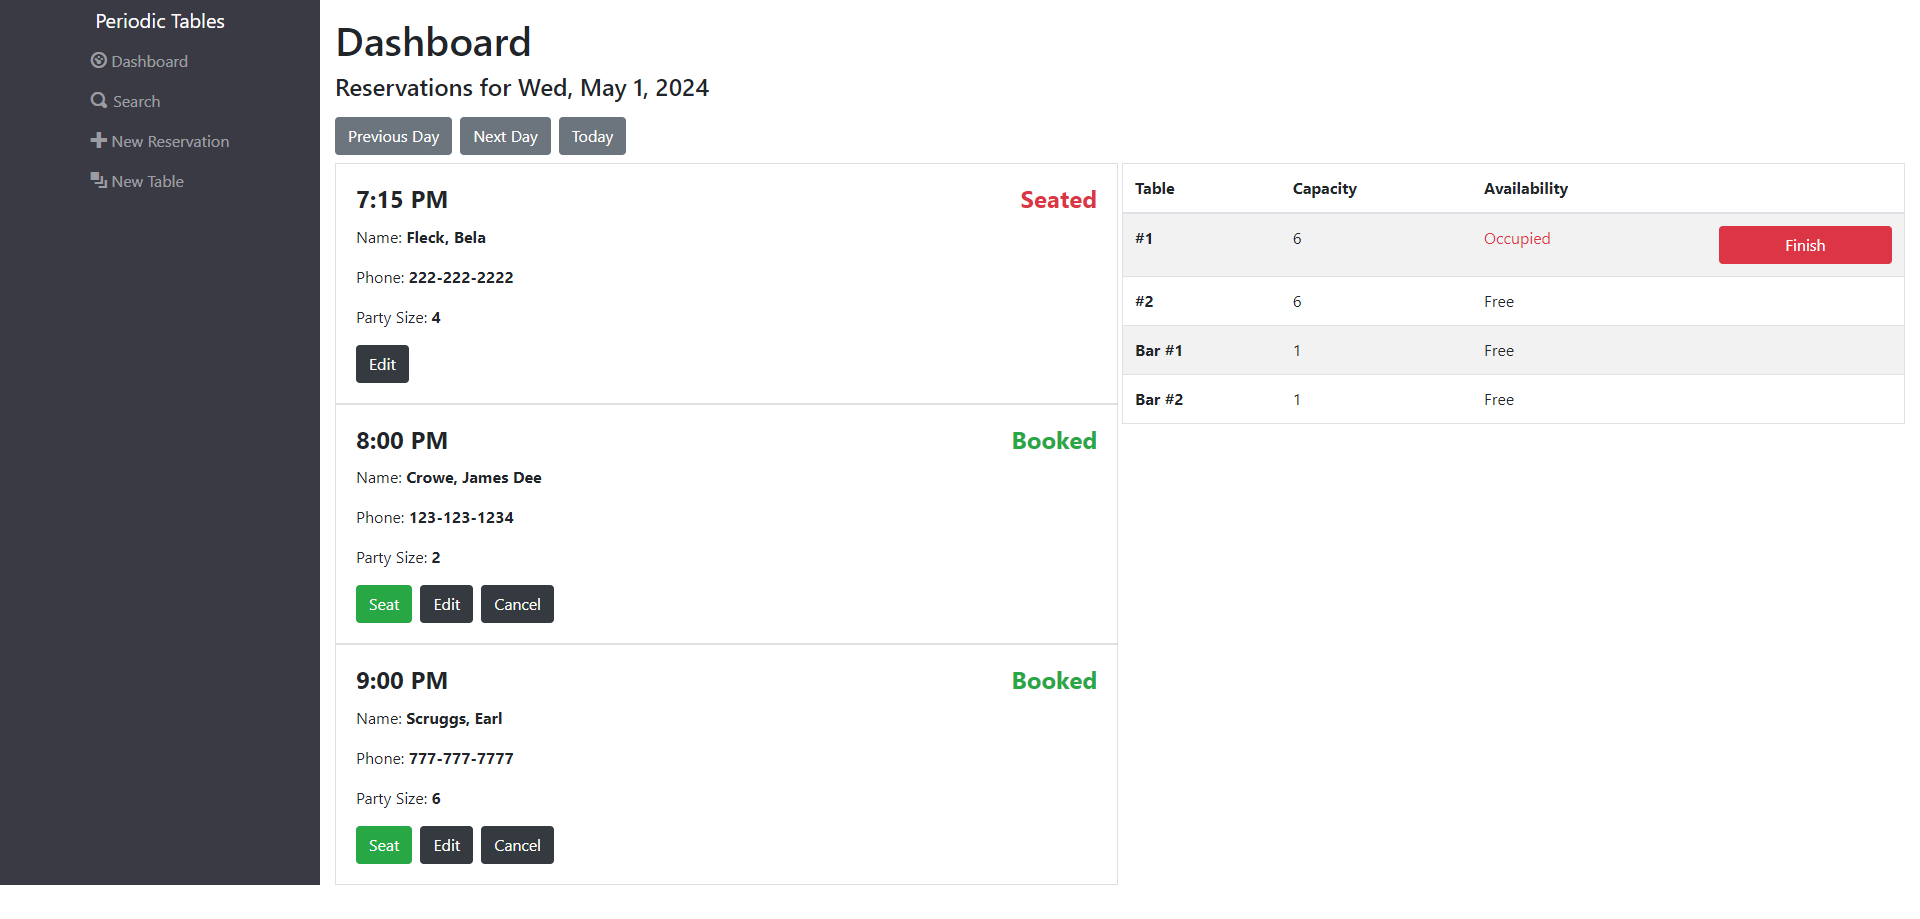 Periodic Tables
Dashboard
Search
New Reservation
New Table
Dashboard
Reservations for Wed, May 1, 2024
Previous Day Next Day Today
7:15 PM Seated
Name: Fleck, Bela
Phone: 222-222-2222
Party Size: 4
Edit
8:00 PM Booked
Name: Crowe, James Dee
Phone: 123-123-1234
Party Size: 2
Seat Edit Cancel
9:00 PM Booked
Name: Scruggs, Earl
Phone: 777-777-7777
Party Size: 6
Seat Edit Cancel
Table Capacity Availability
#1 6 Occupied Finish
#2 6 Free
Bar #1 1 Free
Bar #2 1 Free